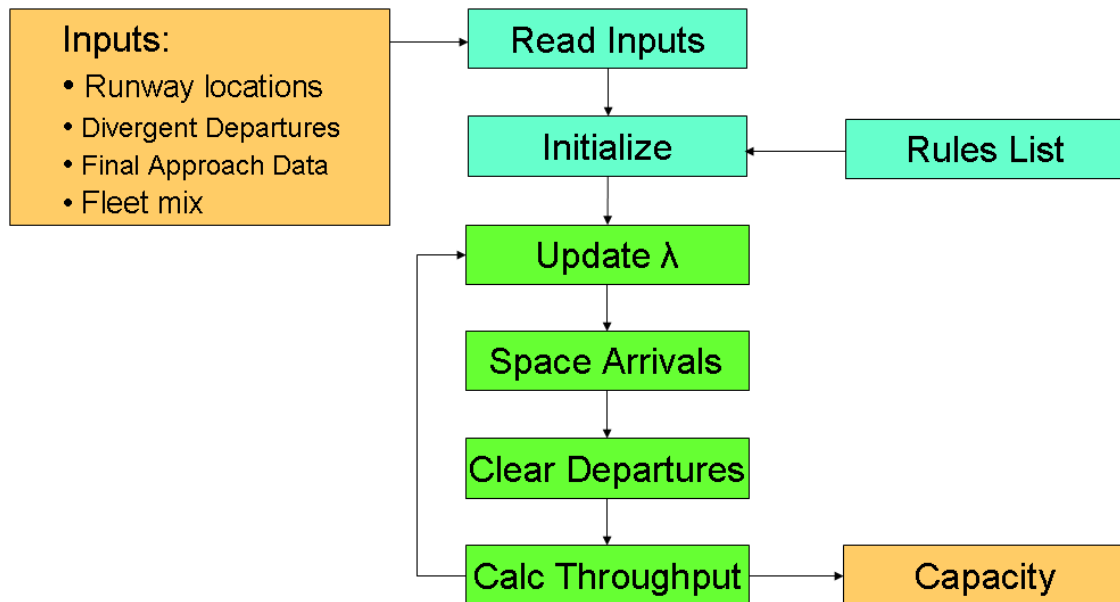 Inputs:
• Runway locations
• Divergent Departures
• Final Approach Data
• Fleet mix
Read Inputs
Initialize
Rules List
Update λ
Space Arrivals
Clear Departures
Calc Throughput
Capacity